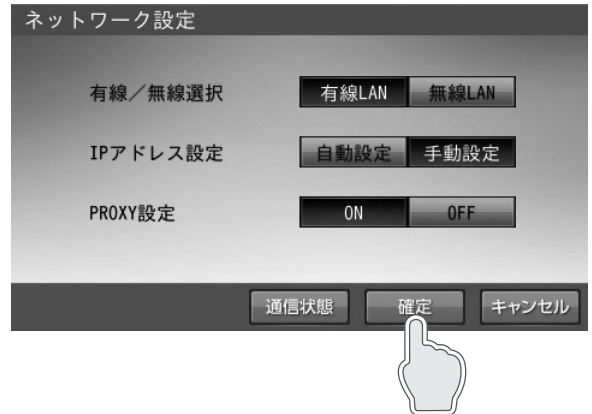 ネットワーク設定
有線／無線選択 有線LAN 無線LAN
IPアドレス設定 自動設定 手動設定
PROXY設定 ON OFF
通信状態 確定 キャンセル